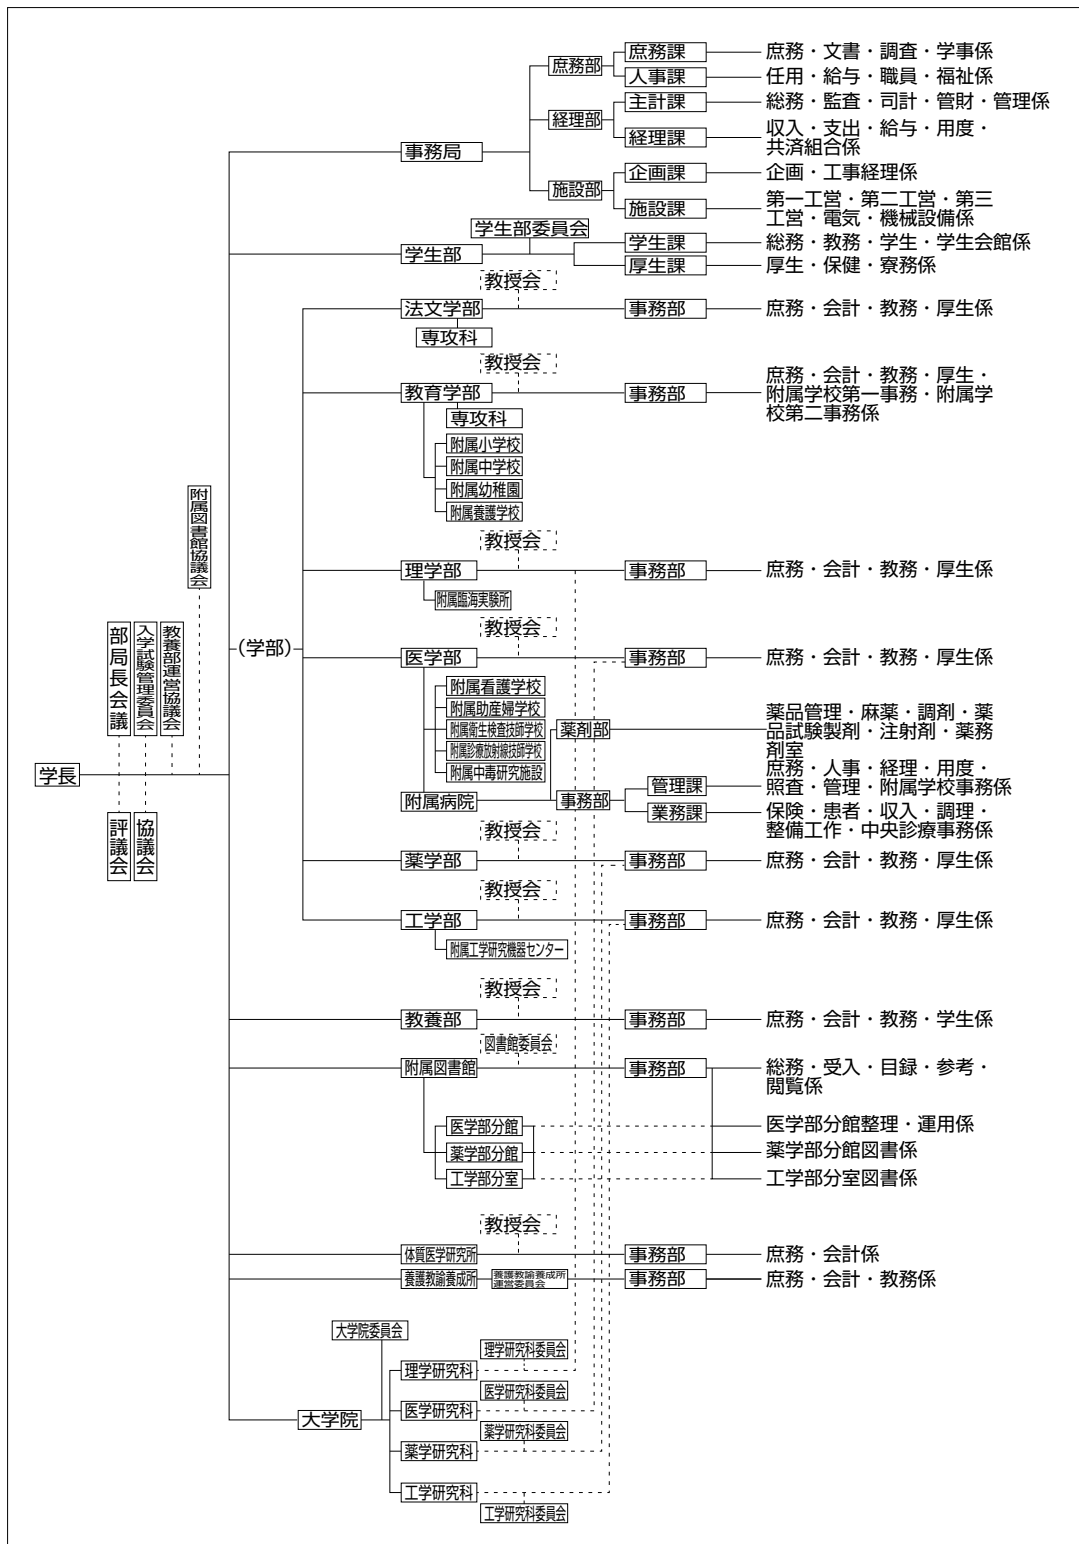 庶務部
庶務課
庶務・文書・調査・学事係
人事課
任用・給与・職員・福祉係
事務局
経理部
主計課
総務・監査・司計・管財・管理係
経理課
収入・支出・給与・用度・
共済組合係
施設部
企画課
企画・工事経理係
施設課
第一工営・第二工営・第三
工営・電気・機械設備係
学生部委員会
学生部
学生課
総務・教務・学生・学生会館係
厚生課
厚生・保健・寮務係
教授会
法文学部
事務部
庶務・会計・教務・厚生係
専攻科
教授会
教育学部
事務部
庶務・会計・教務・厚生・
附属学校第一事務・附属学
校第二事務係
専攻科
附属小学校
附属中学校
附属幼稚園
附属養護学校
附属図書館協議会
教授会
理学部
事務部
庶務・会計・教務・厚生係
附属臨海実験所
部局長会議
入学試験管理委員会
教養部運営協議会
(学部)
教授会
医学部
事務部
庶務・会計・教務・厚生係
附属看護学校
附属助産婦学校
附属衛生検査技師学校
附属診療放射線技師学校
附属中毒研究施設
薬剤部
薬品管理・麻薬・調剤・薬
品試験製剤・注射剤・薬務
剤室
学長
附属病院
事務部
管理課
庶務・人事・経理・用度・
照査・管理・附属学校事務係
業務課
保険・患者・収入・調理・
整備工作・中央診療事務係
評議会
協議会
教授会
薬学部
事務部
庶務・会計・教務・厚生係
教授会
工学部
事務部
庶務・会計・教務・厚生係
附属工学研究機器センター
教授会
教養部
事務部
庶務・会計・教務・学生係
図書館委員会
附属図書館
事務部
総務・受入・目録・参考・
閲覧係
医学部分館
医学部分館整理・運用係
薬学部分館
薬学部分館図書係
工学部分室
工学部分室図書係
教授会
体質医学研究所
事務部
庶務・会計係
養護教諭養成所
養護教諭養成所
運営委員会
事務部
庶務・会計・教務係
大学院委員会
大学院
理学研究科委員会
理学研究科
医学研究科委員会
医学研究科
薬学研究科委員会
薬学研究科
工学研究科
工学研究科委員会